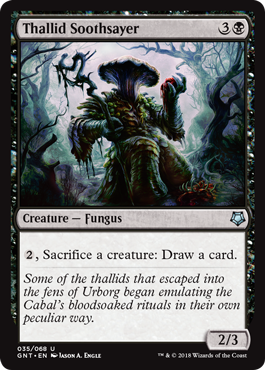 Thallid Soothsayer 3
Creature — Fungus
2, Sacrifice a creature: Draw a card.
Some of the thallids that escaped into
the fens of Urborg began emulating the
Cabal's bloodsoaked rituals in their own
peculiar way.
2/3
035/068 U
GNT • EN Jason A. Engle
™ & © 2018 Wizards of the Coast